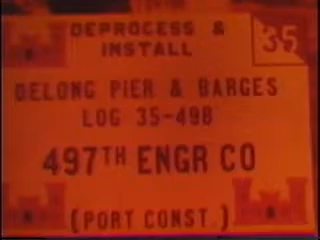 DEPROCESS &
INSTALL
35
DELONG PIER & BARGES
LOG 35-498
497TH ENGR CO
(PORT CONST.)